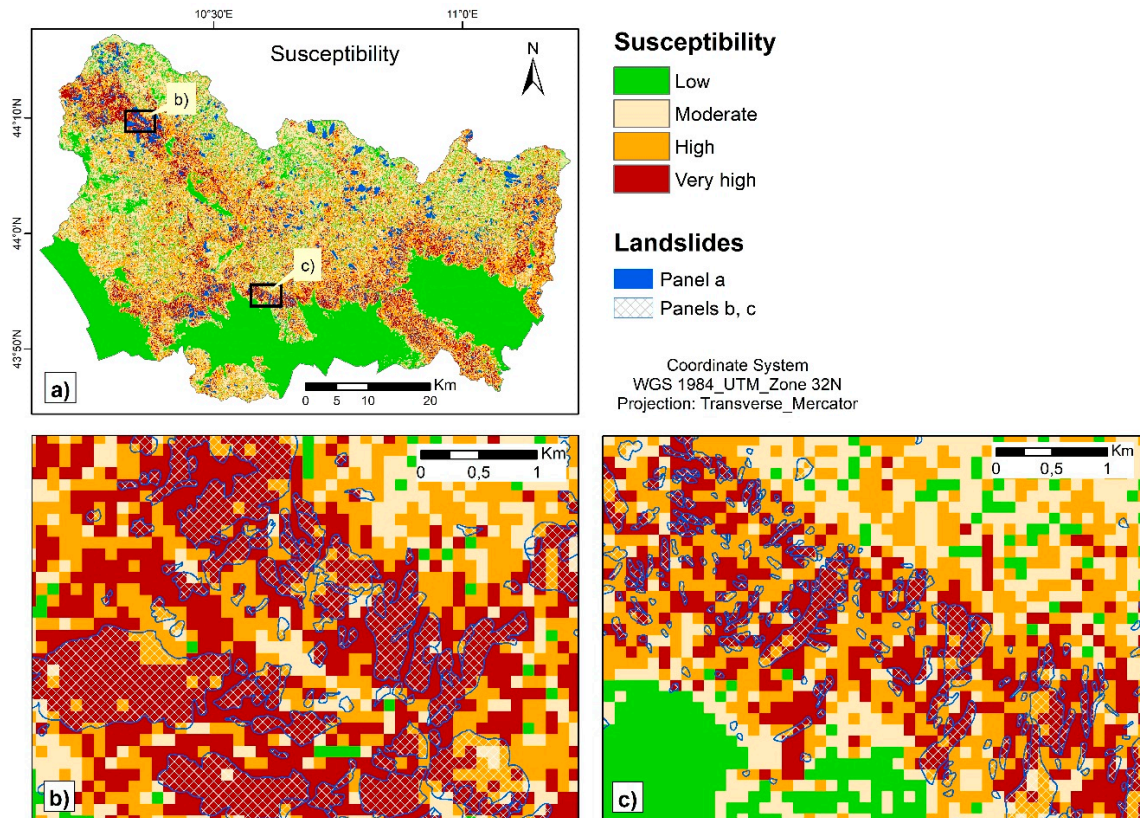 10°30'E
11°0'E
Susceptibility
N
b)
44°10'N
44°0'N
c)
43°50'N
a)
Km
0 5 10 20
Susceptibility
Low
Moderate
High
Very high
Landslides
Panel a
Panels b, c
Coordinate System
WGS 1984_UTM_Zone 32N
Projection: Transverse_Mercator
Km
0 0,5 1
b)
Km
0 0,5 1
c)